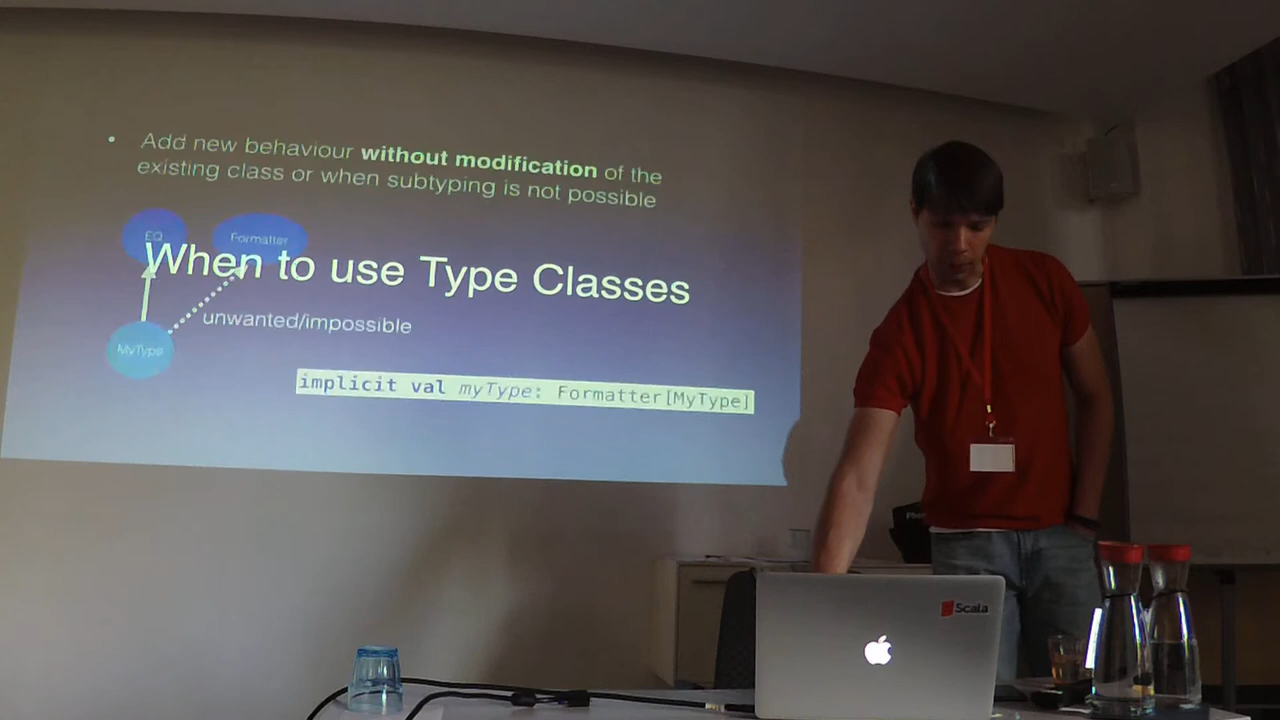 • Add new behaviour without modification of the
existing class or when subtyping is not possible
EQ
Formatter
When to use Type Classes
unwanted/impossible
MyType
implicit val myType: Formatter[MyType]
Scala